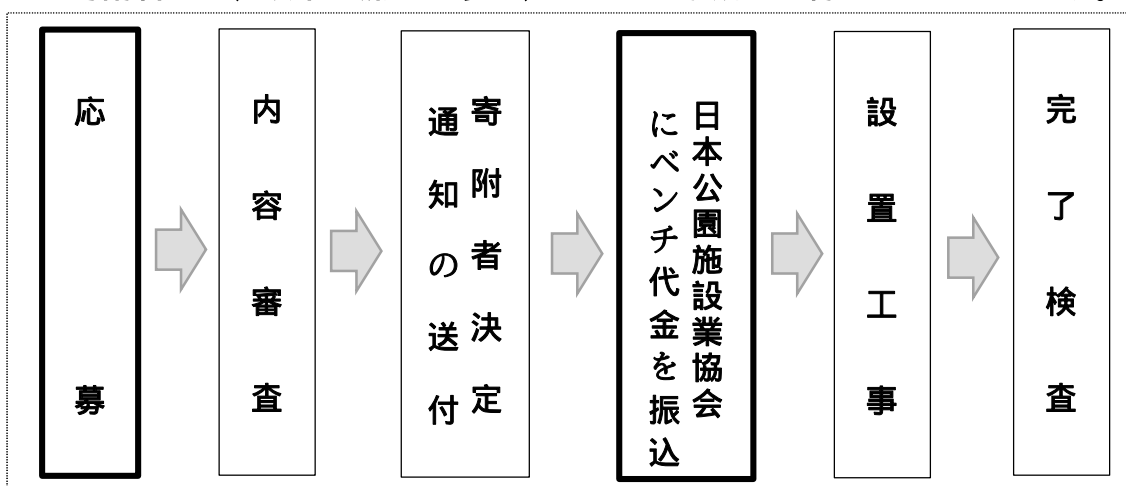 応募
内容審査
寄附者決定
通知の送付
日本公園施設業協会
にベンチ代金を振込
設置工事
完了検査